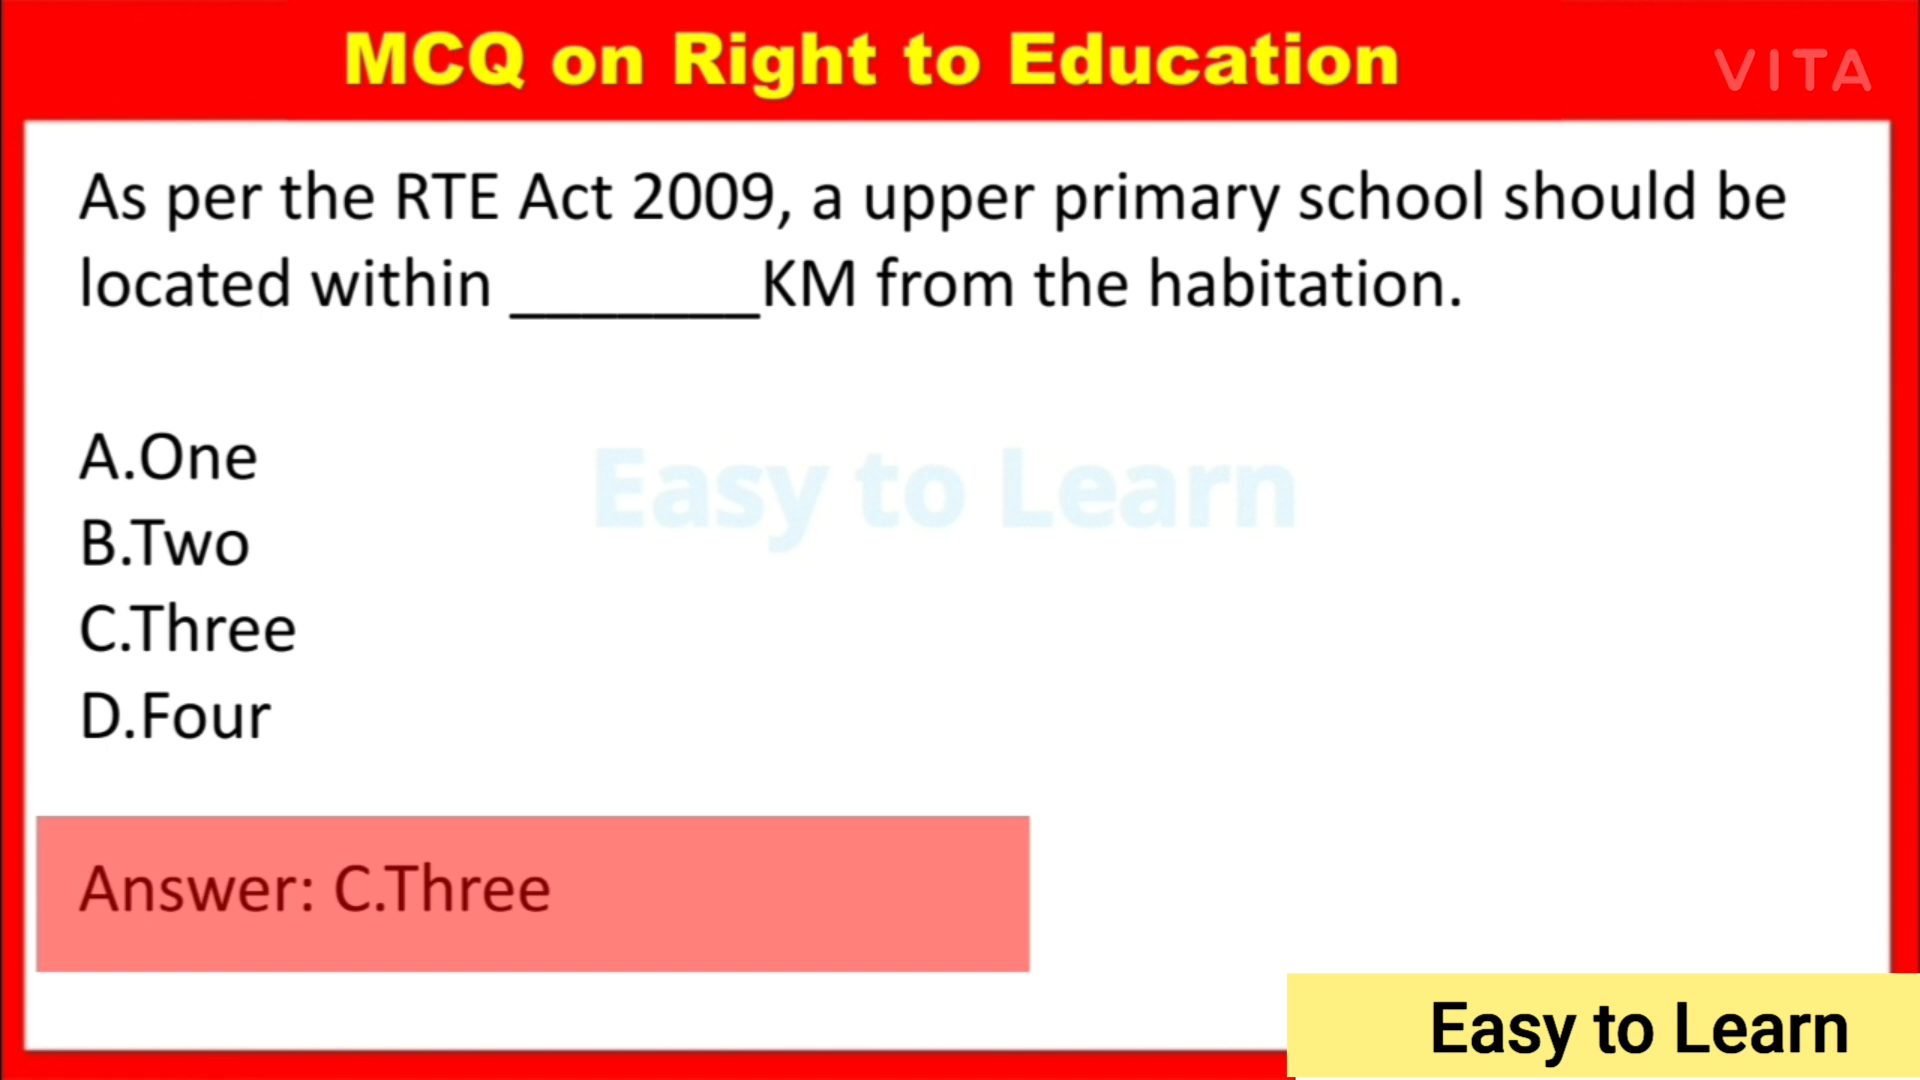 MCQ on Right to Education
VITA
As per the RTE Act 2009, a upper primary school should be
located within _______KM from the habitation.
A.One
Easy to Learn
B.Two
C.Three
D.Four
Answer: C.Three
Easy to Learn